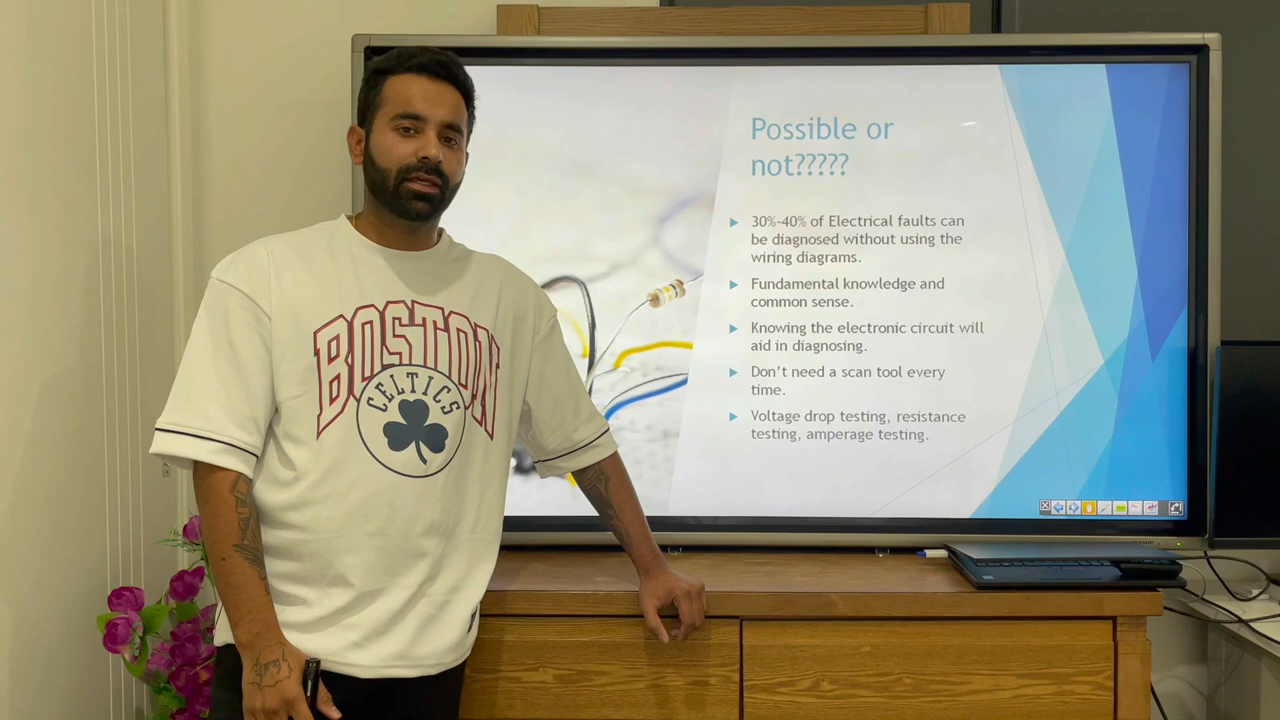 Possible or
not?????
30%-40% of Electrical faults can
be diagnosed without using the
wiring diagrams.
Fundamental knowledge and
common sense.
Knowing the electronic circuit will
aid in diagnosing.
Don't need a scan tool every
time.
Voltage drop testing, resistance
testing, amperage testing.
BOSTON
CELTICS